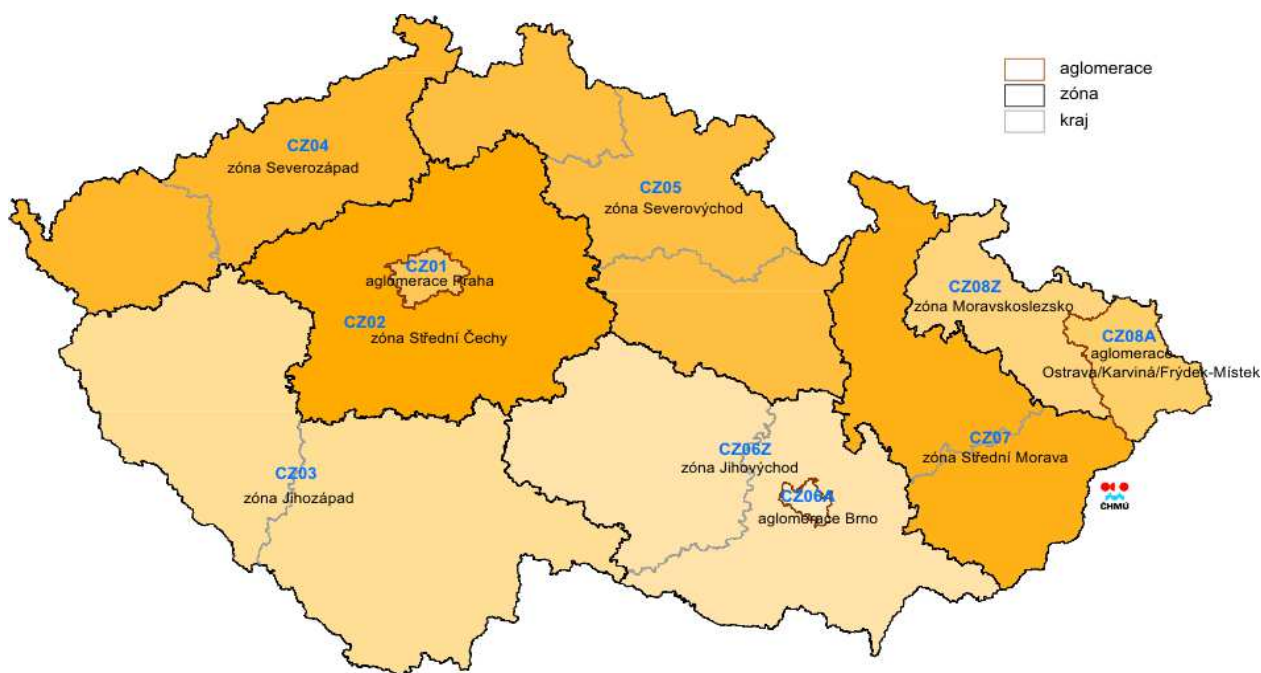 aglomerace
zóna
kraj
CZ04
zóna Severozápad
CZ05
zóna Severovýchod
CZ01
aglomerace Praha
CZ02
zóna Střední Čechy
CZ08Z
zóna Moravskoslezsko
CZ08A
aglomerace
Ostrava/Karviná/Frýdek-Místek
CZ03
zóna Jihozápad
CZ06Z
zóna Jihovýchod
CZ07
zóna Střední Morava
CZ06A
aglomerace Brno
ČHMÚ